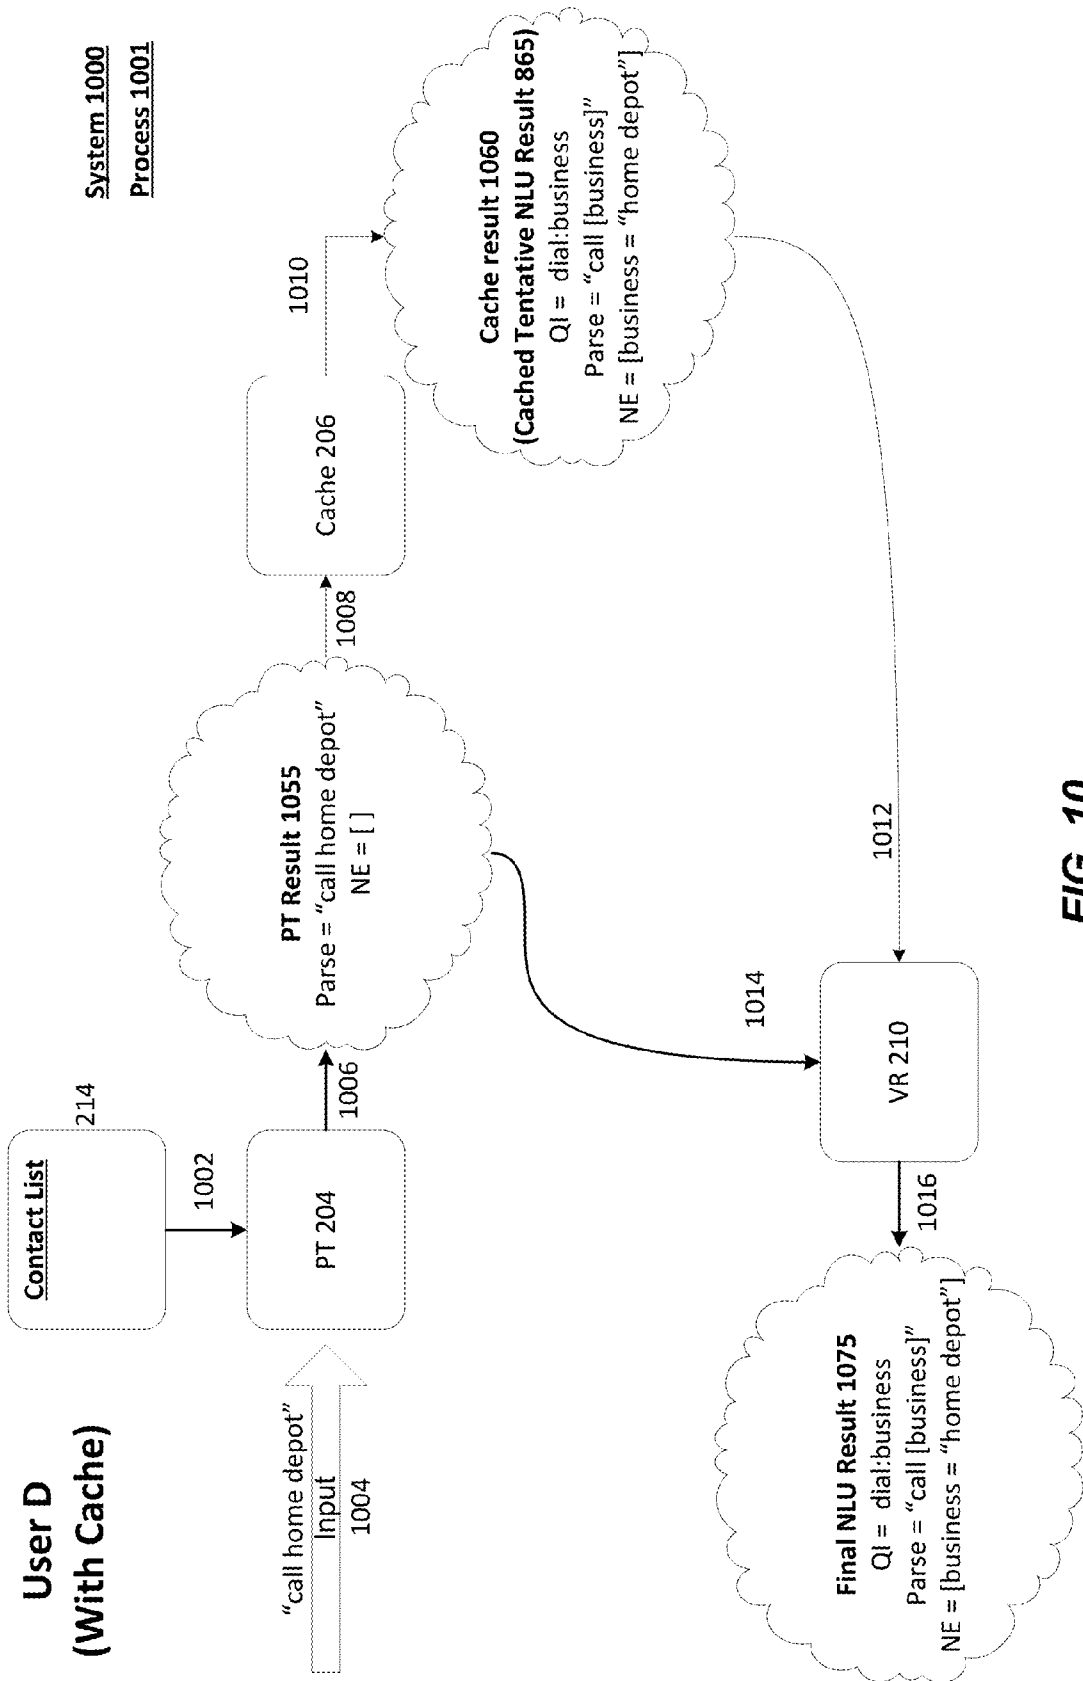 User D
(With Cache)
System 1000
Process 1001
Contact List
214
1002
"call home depot"
Input
1004
PT 204
1006
PT Result 1055
Parse = "call home depot"
NE = [ ]
1008
Cache 206
1010
Cache result 1060
(Cached Tentative NLU Result 865)
QI = dial:business
Parse = "call [business]"
NE = [business = "home depot"]
1012
1014
VR 210
1016
Final NLU Result 1075
QI = dial:business
Parse = "call [business]"
NE = [business = "home depot"]
FIG. 10